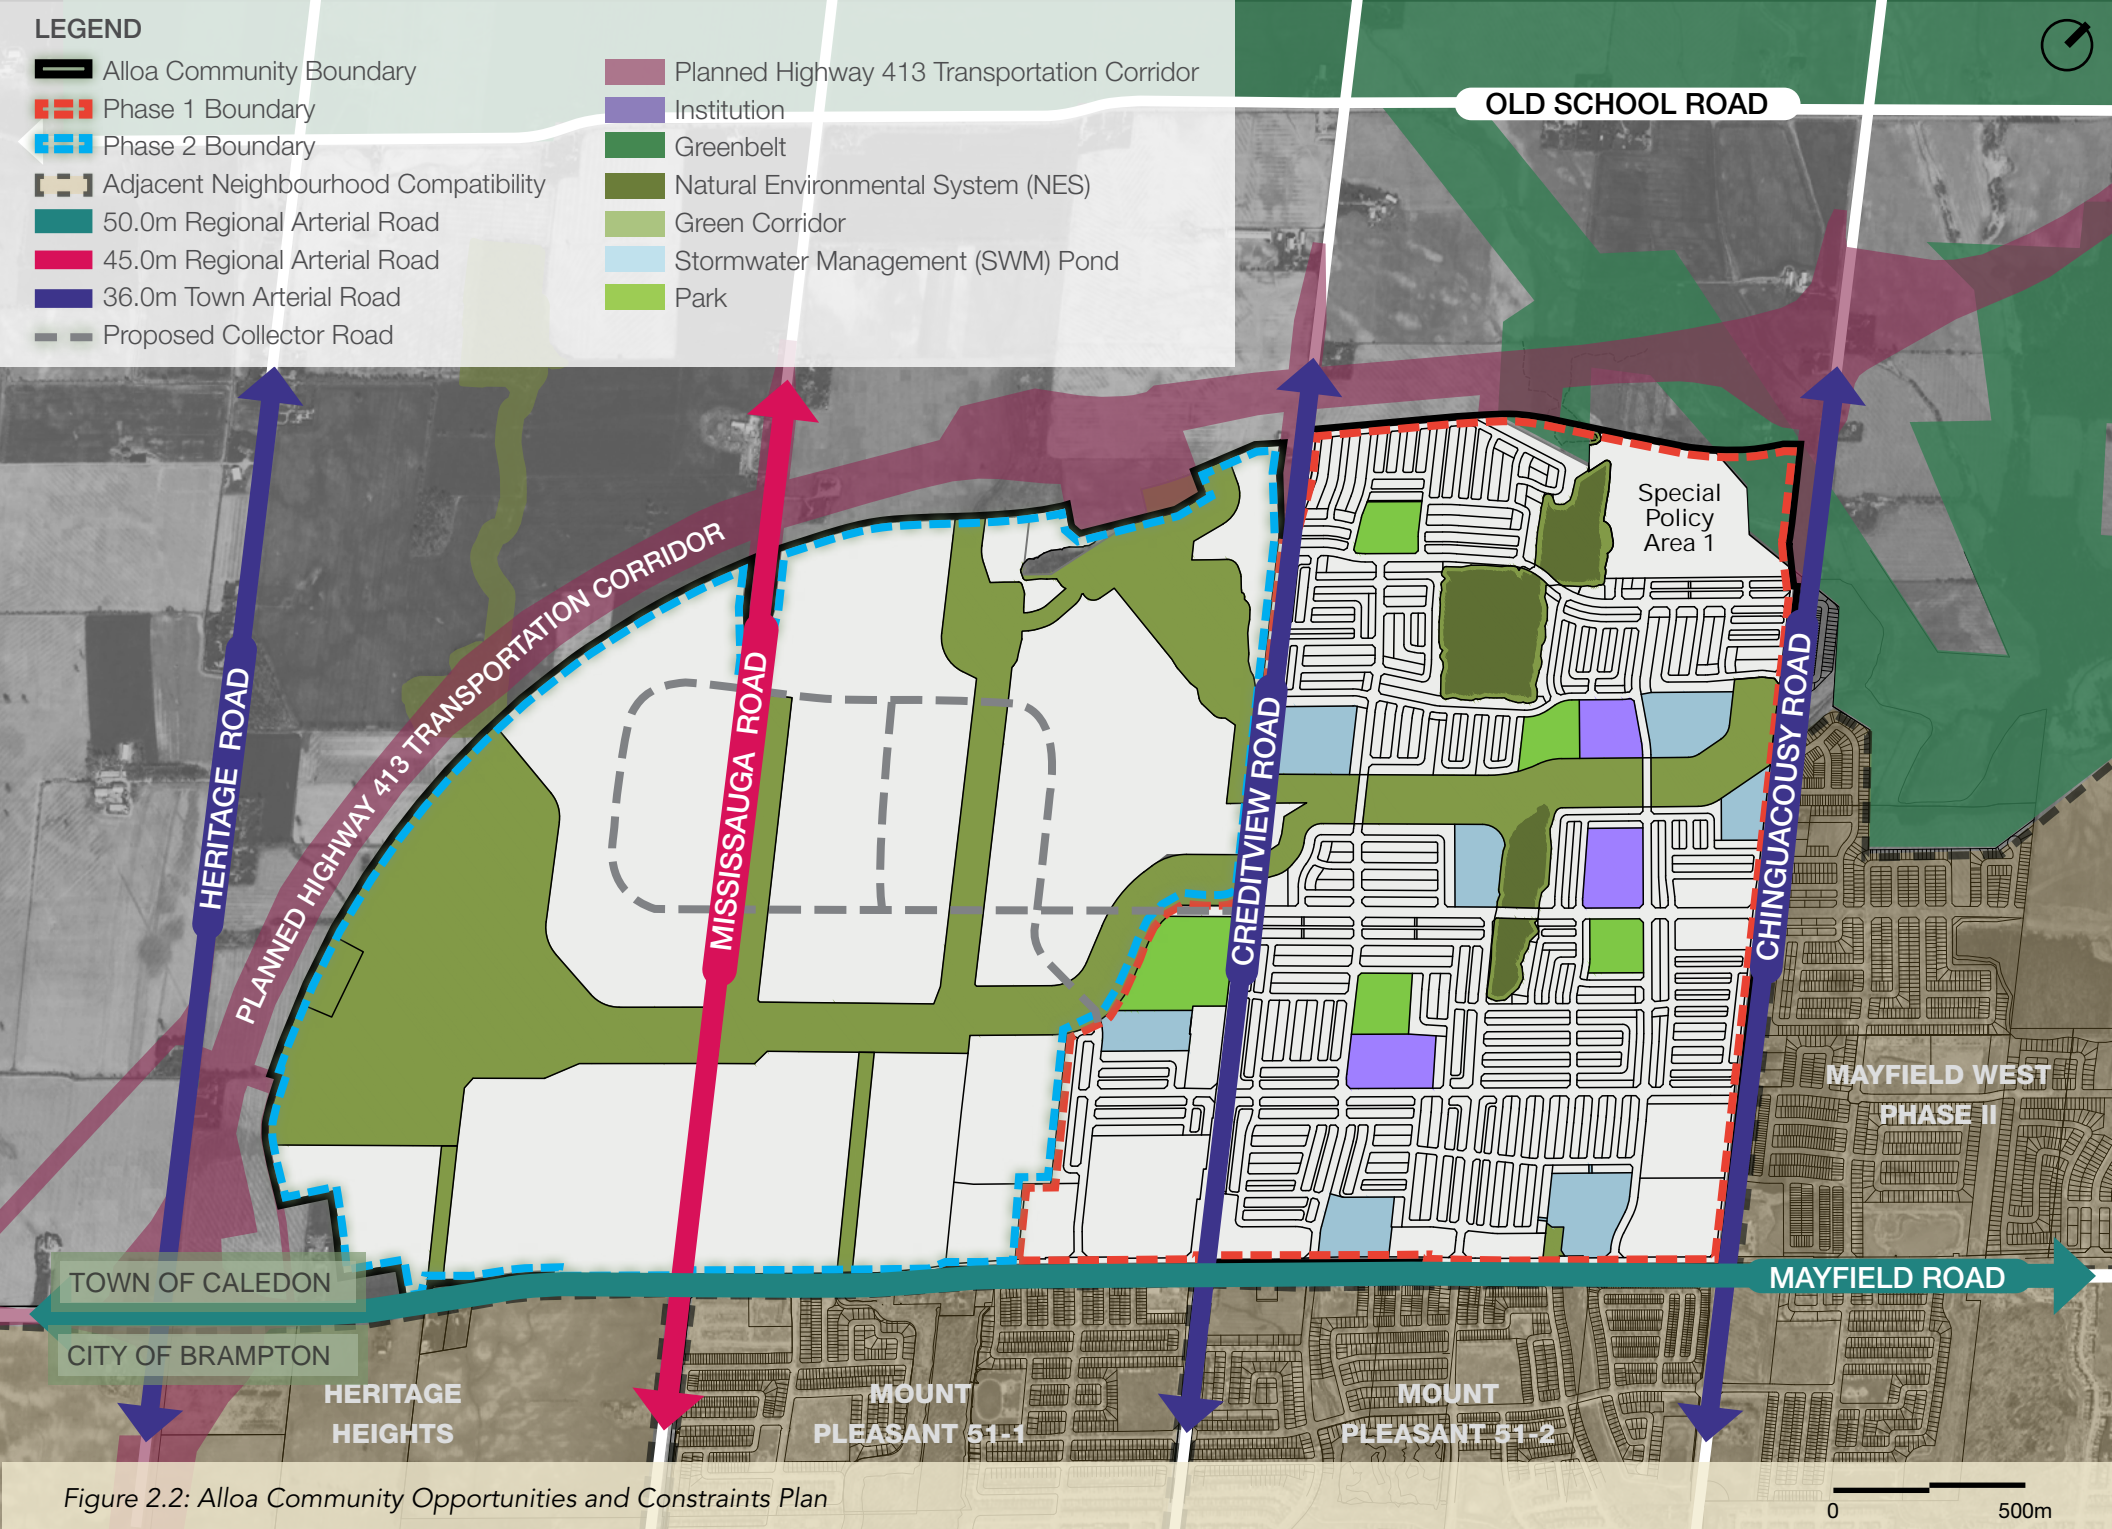 LEGEND
Alloa Community Boundary
Phase 1 Boundary
Phase 2 Boundary
Adjacent Neighbourhood Compatibility
50.0m Regional Arterial Road
45.0m Regional Arterial Road
36.0m Town Arterial Road
Proposed Collector Road
Planned Highway 413 Transportation Corridor
Institution
Greenbelt
Natural Environmental System (NES)
Green Corridor
Stormwater Management (SWM) Pond
Park
OLD SCHOOL ROAD
Special
Policy
Area 1
PLANNED HIGHWAY 413 TRANSPORTATION CORRIDOR
HERITAGE ROAD
MISSISSAUGA ROAD
CREDITVIEW ROAD
CHINGUACOUSY ROAD
MAYFIELD WEST
PHASE II
TOWN OF CALEDON
MAYFIELD ROAD
CITY OF BRAMPTON
HERITAGE
HEIGHTS
MOUNT
PLEASANT 51-1
MOUNT
PLEASANT 51-2
Figure 2.2: Alloa Community Opportunities and Constraints Plan
0 500m